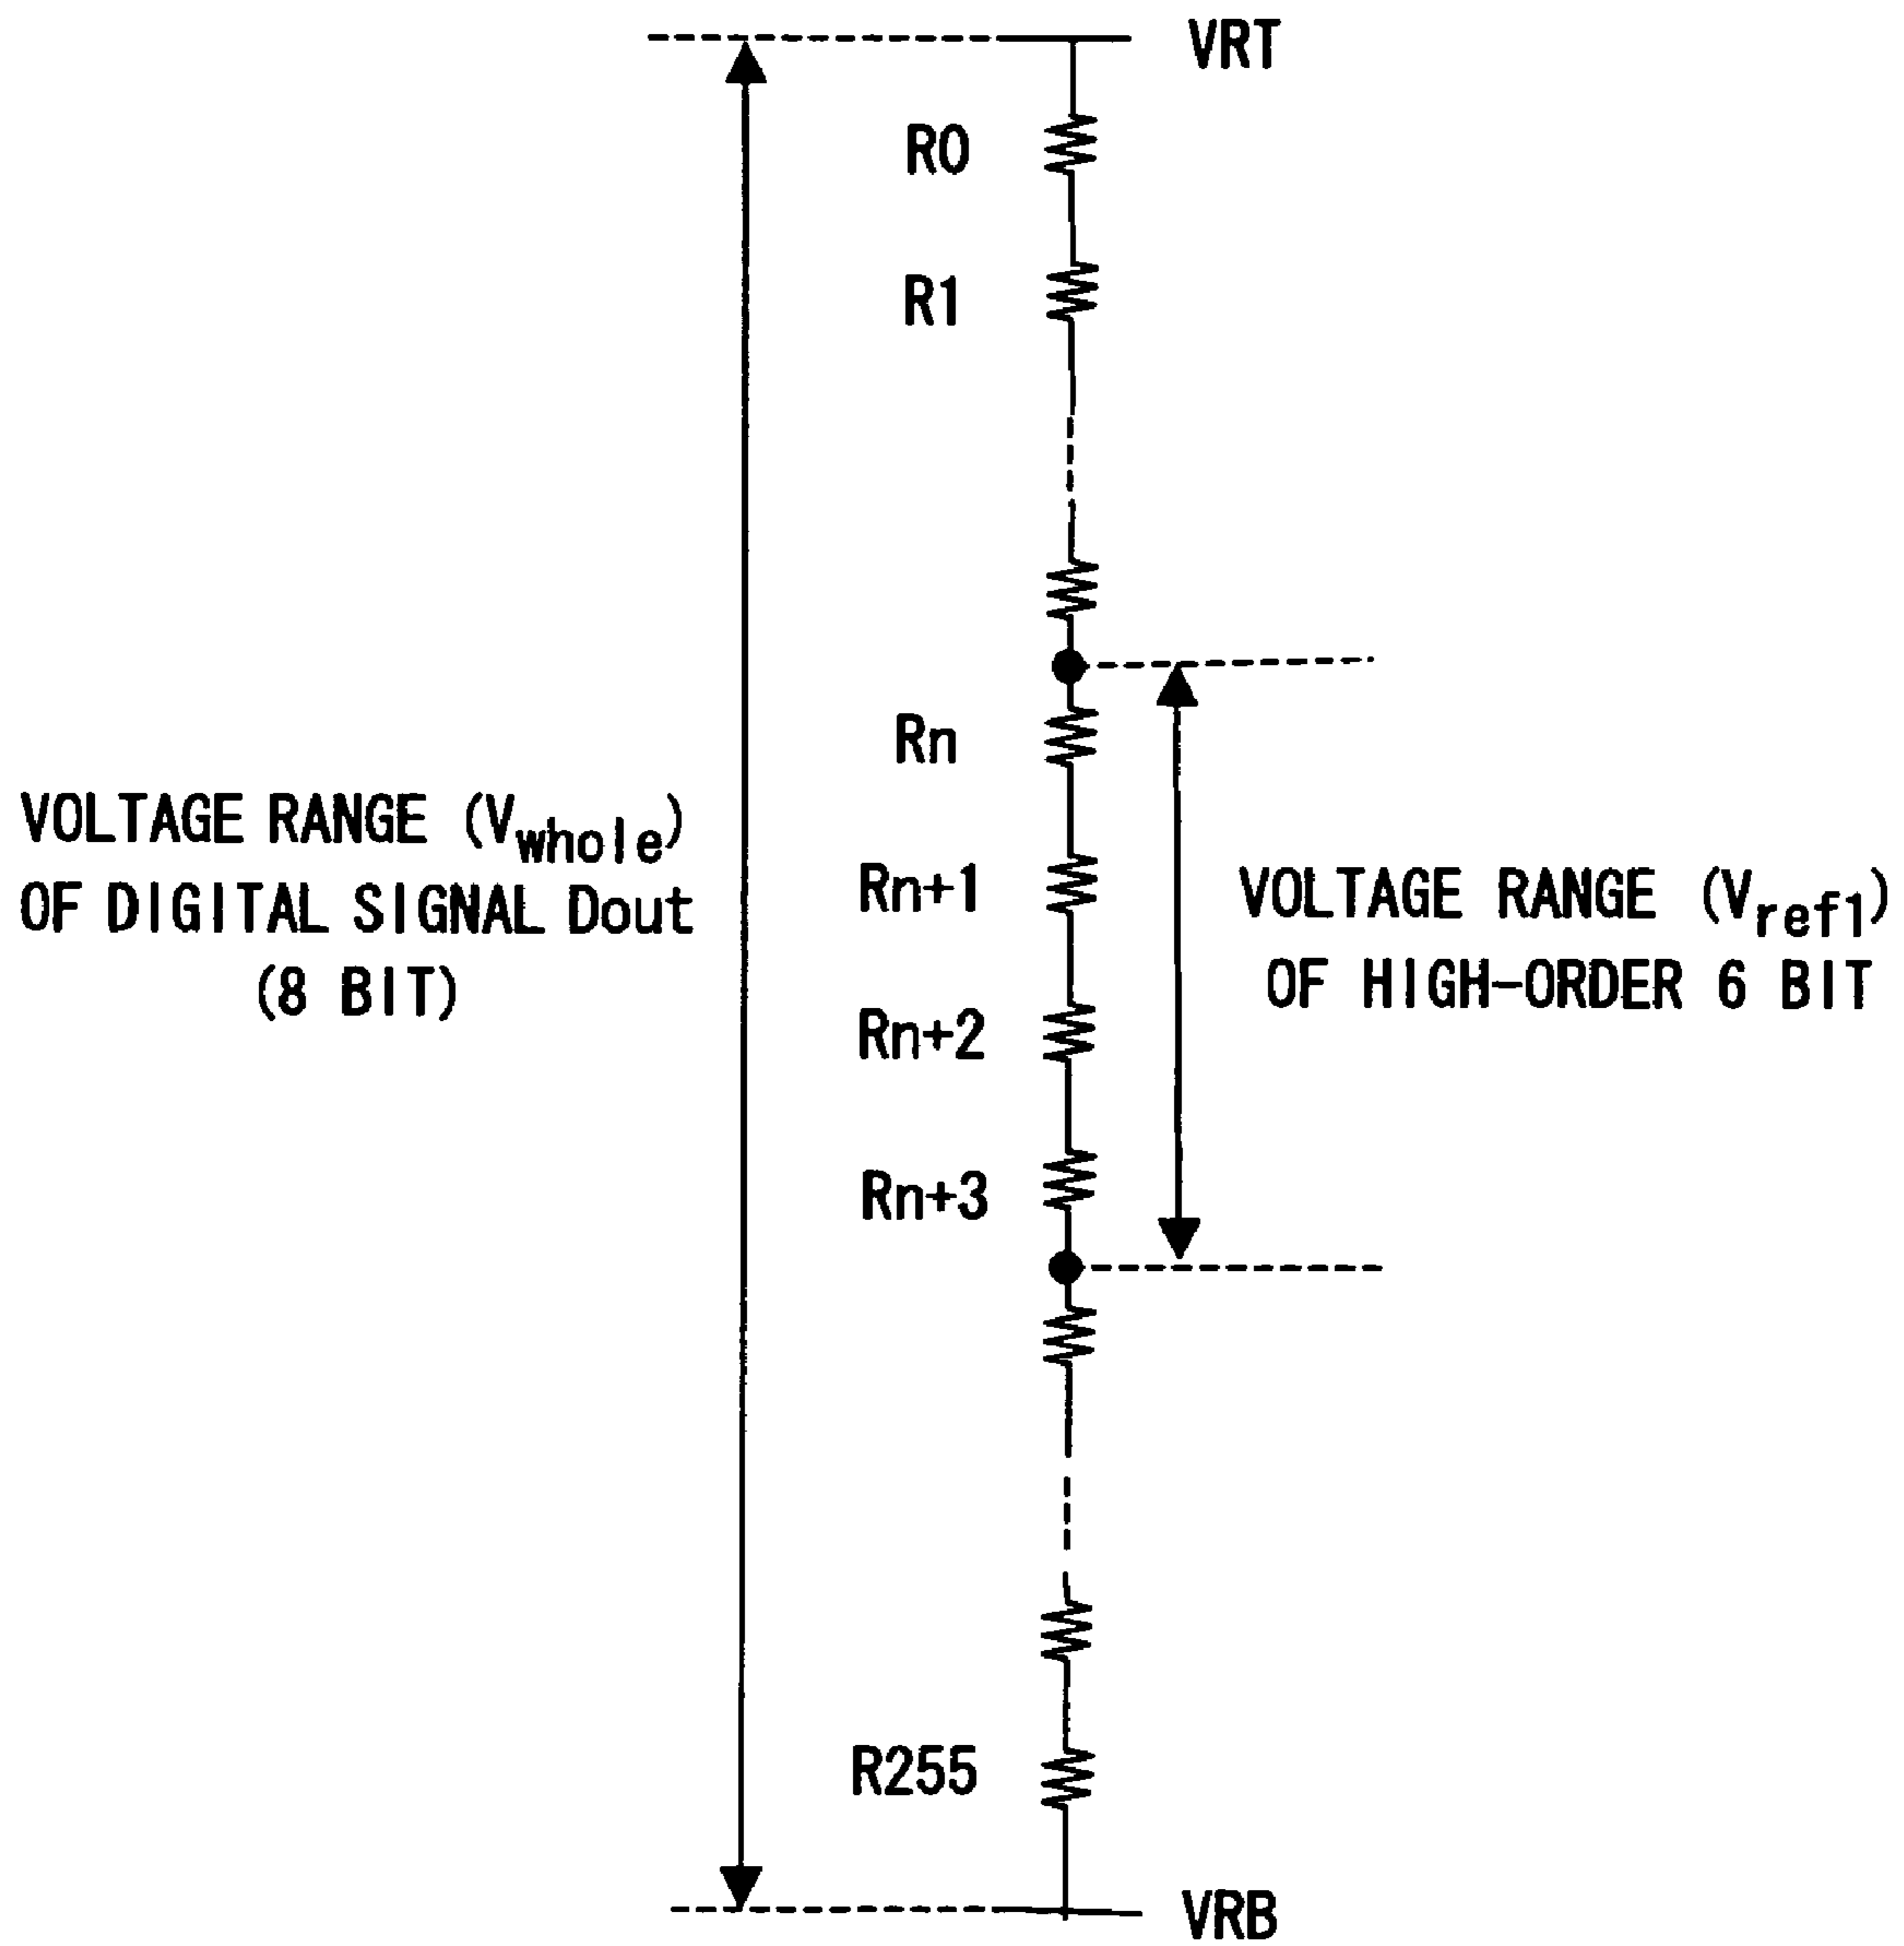 VRT
R0
R1
Rn
VOLTAGE RANGE (Vwhole)
OF DIGITAL SIGNAL Dout
(8 BIT)
Rn+1
VOLTAGE RANGE (Vref1)
OF HIGH-ORDER 6 BIT
Rn+2
Rn+3
R255
VRB